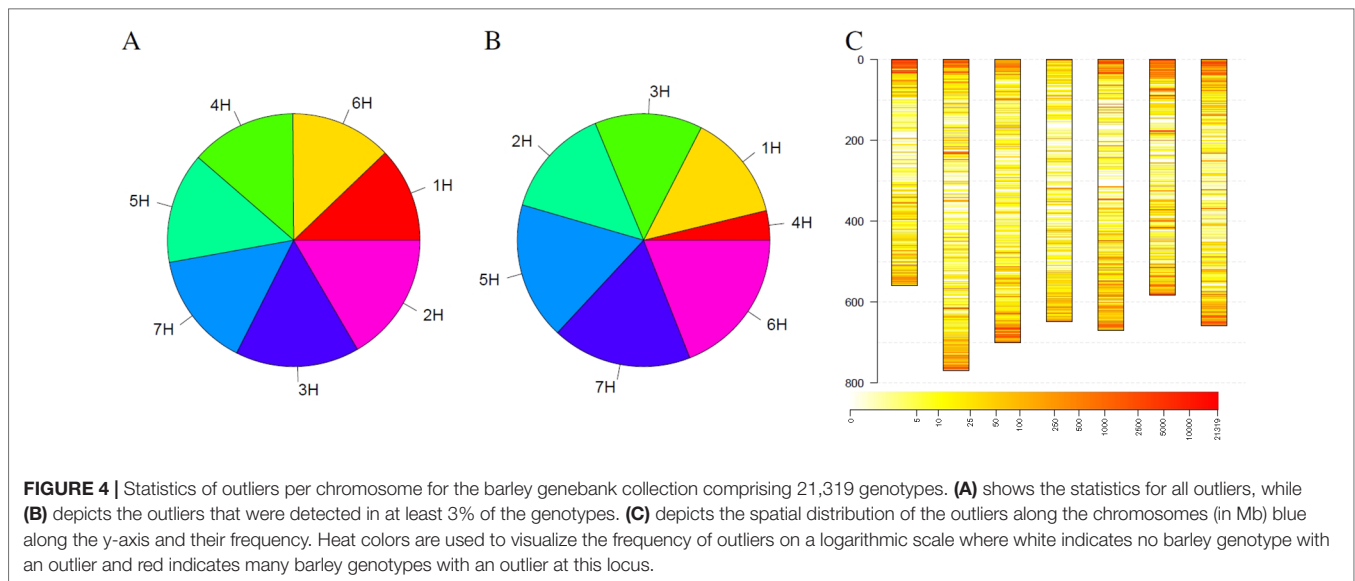 A
B
C
4H
6H
1H
5H
7H
3H
2H
3H
2H
1H
4H
5H
7H
6H
0
200
400
600
800
0
5
10
25
50
100
250
500
1000
2500
5000
10000
21319
FIGURE 4 | Statistics of outliers per chromosome for the barley genebank collection comprising 21,319 genotypes. (A) shows the statistics for all outliers, while
(B) depicts the outliers that were detected in at least 3% of the genotypes. (C) depicts the spatial distribution of the outliers along the chromosomes (in Mb) blue
along the y-axis and their frequency. Heat colors are used to visualize the frequency of outliers on a logarithmic scale where white indicates no barley genotype with
an outlier and red indicates many barley genotypes with an outlier at this locus.